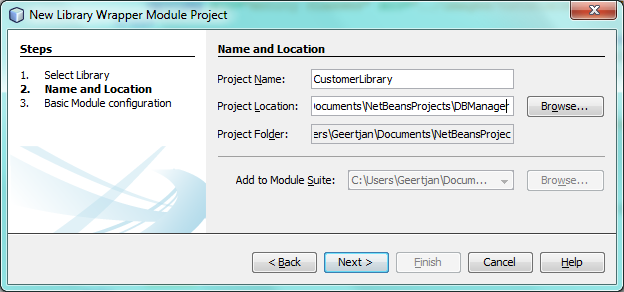 New Library Wrapper Module Project
Steps
1. Select Library
2. Name and Location
3. Basic Module configuration
Name and Location
Project Name: CustomerLibrary
Project Location: Documents\NetBeansProjects\DBManager Browse...
Project Folder: ers\Geertjan\Documents\NetBeansProjec
Add to Module Suite: C:\Users\Geertjan\Docum... Browse...
< Back Next > Finish Cancel Help